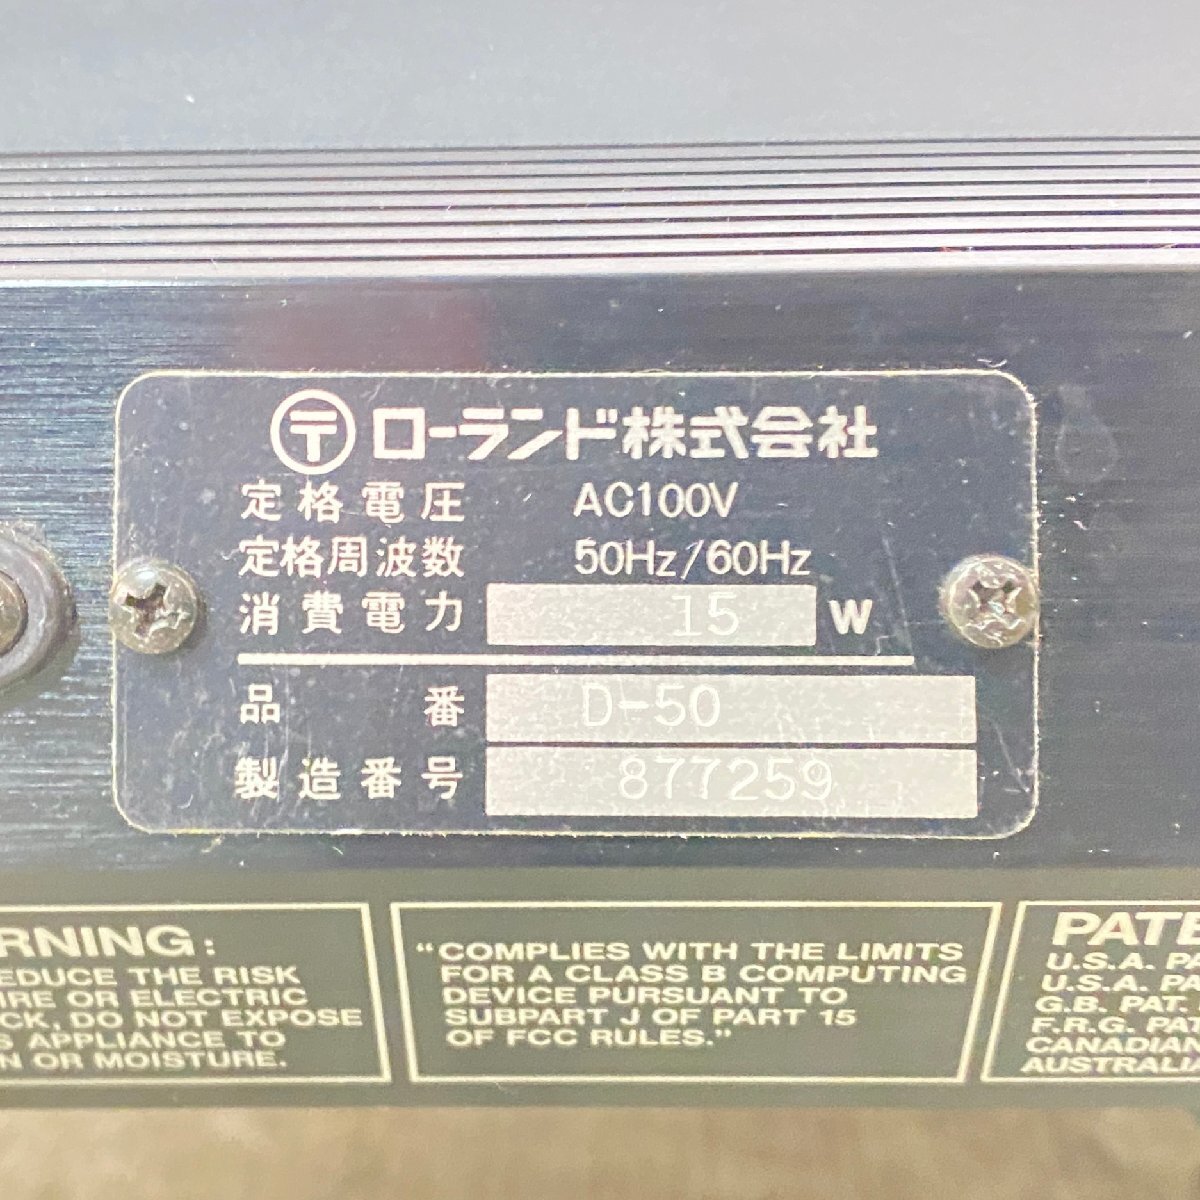 〒 ローランド株式会社
定格電圧 AC100V
定格周波数 50Hz/60Hz
消費電力 15 W
品番 D-50
製造番号 877259
RNING:
EDUCE THE RISK
IRE OR ELECTRIC
CK, DO NOT EXPOSE
S APPLIANCE TO
N OR MOISTURE.
"COMPLIES WITH THE LIMITS
FOR A CLASS B COMPUTING
DEVICE PURSUANT TO
SUBPART J OF PART 15
OF FCC RULES."
PATE
U.S.A. PA
U.S.A. PA
G.B. PAT.
F.R.G. PAT
CANADIAN
AUSTRALIA